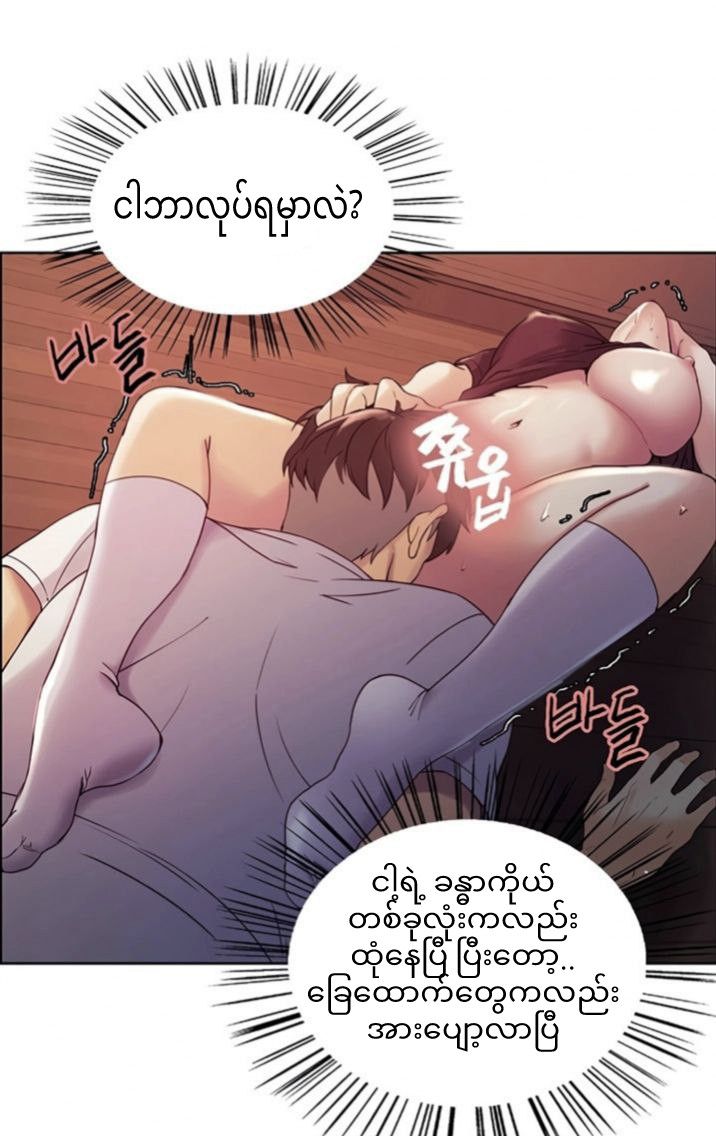 ငါဘာလုပ်ရမှာလဲ?
바들
쮸웁
바들
ငါ့ရဲ့ ခန္ဓာကိုယ်
တစ်ခုလုံးကလည်း
ထုံနေပြီ ပြီးတော့..
ခြေထောက်တွေကလည်း
အားပျော့လာပြီ